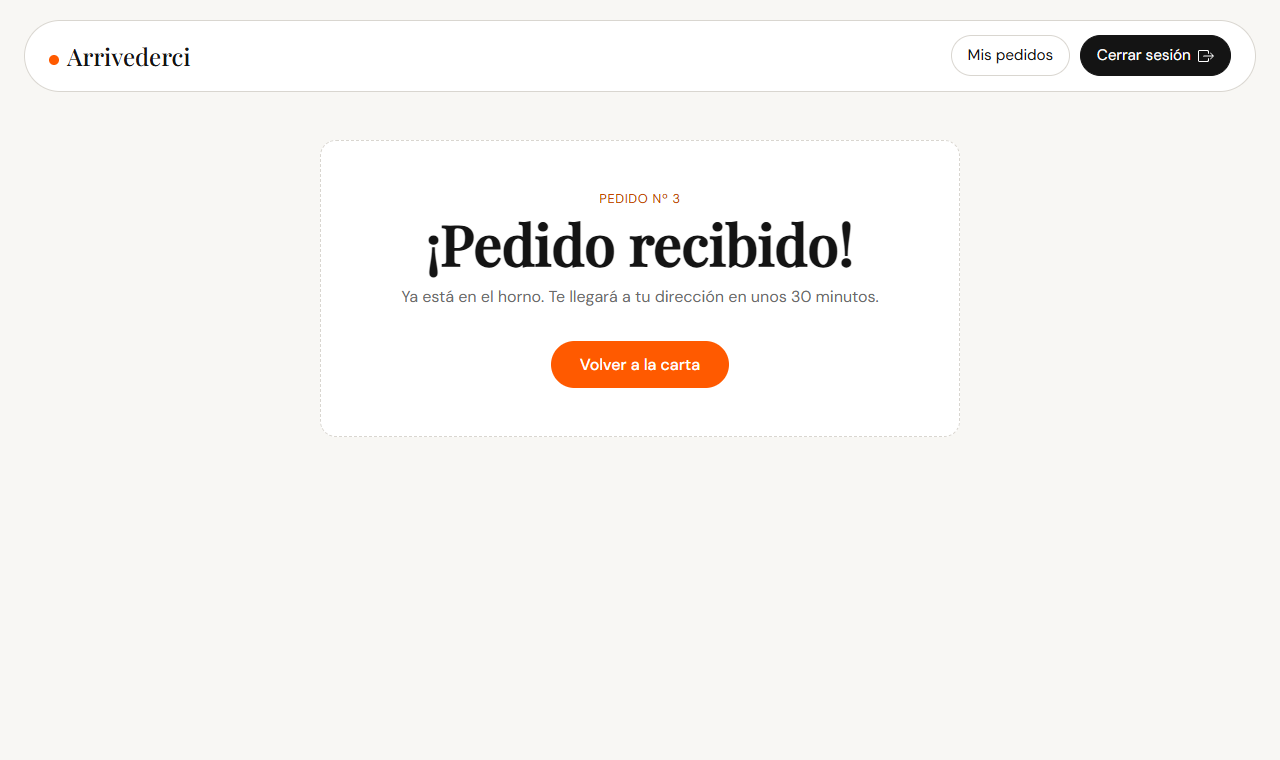 Arrivederci
Mis pedidos
Cerrar sesión
PEDIDO Nº 3
¡Pedido recibido!
Ya está en el horno. Te llegará a tu dirección en unos 30 minutos.
Volver a la carta